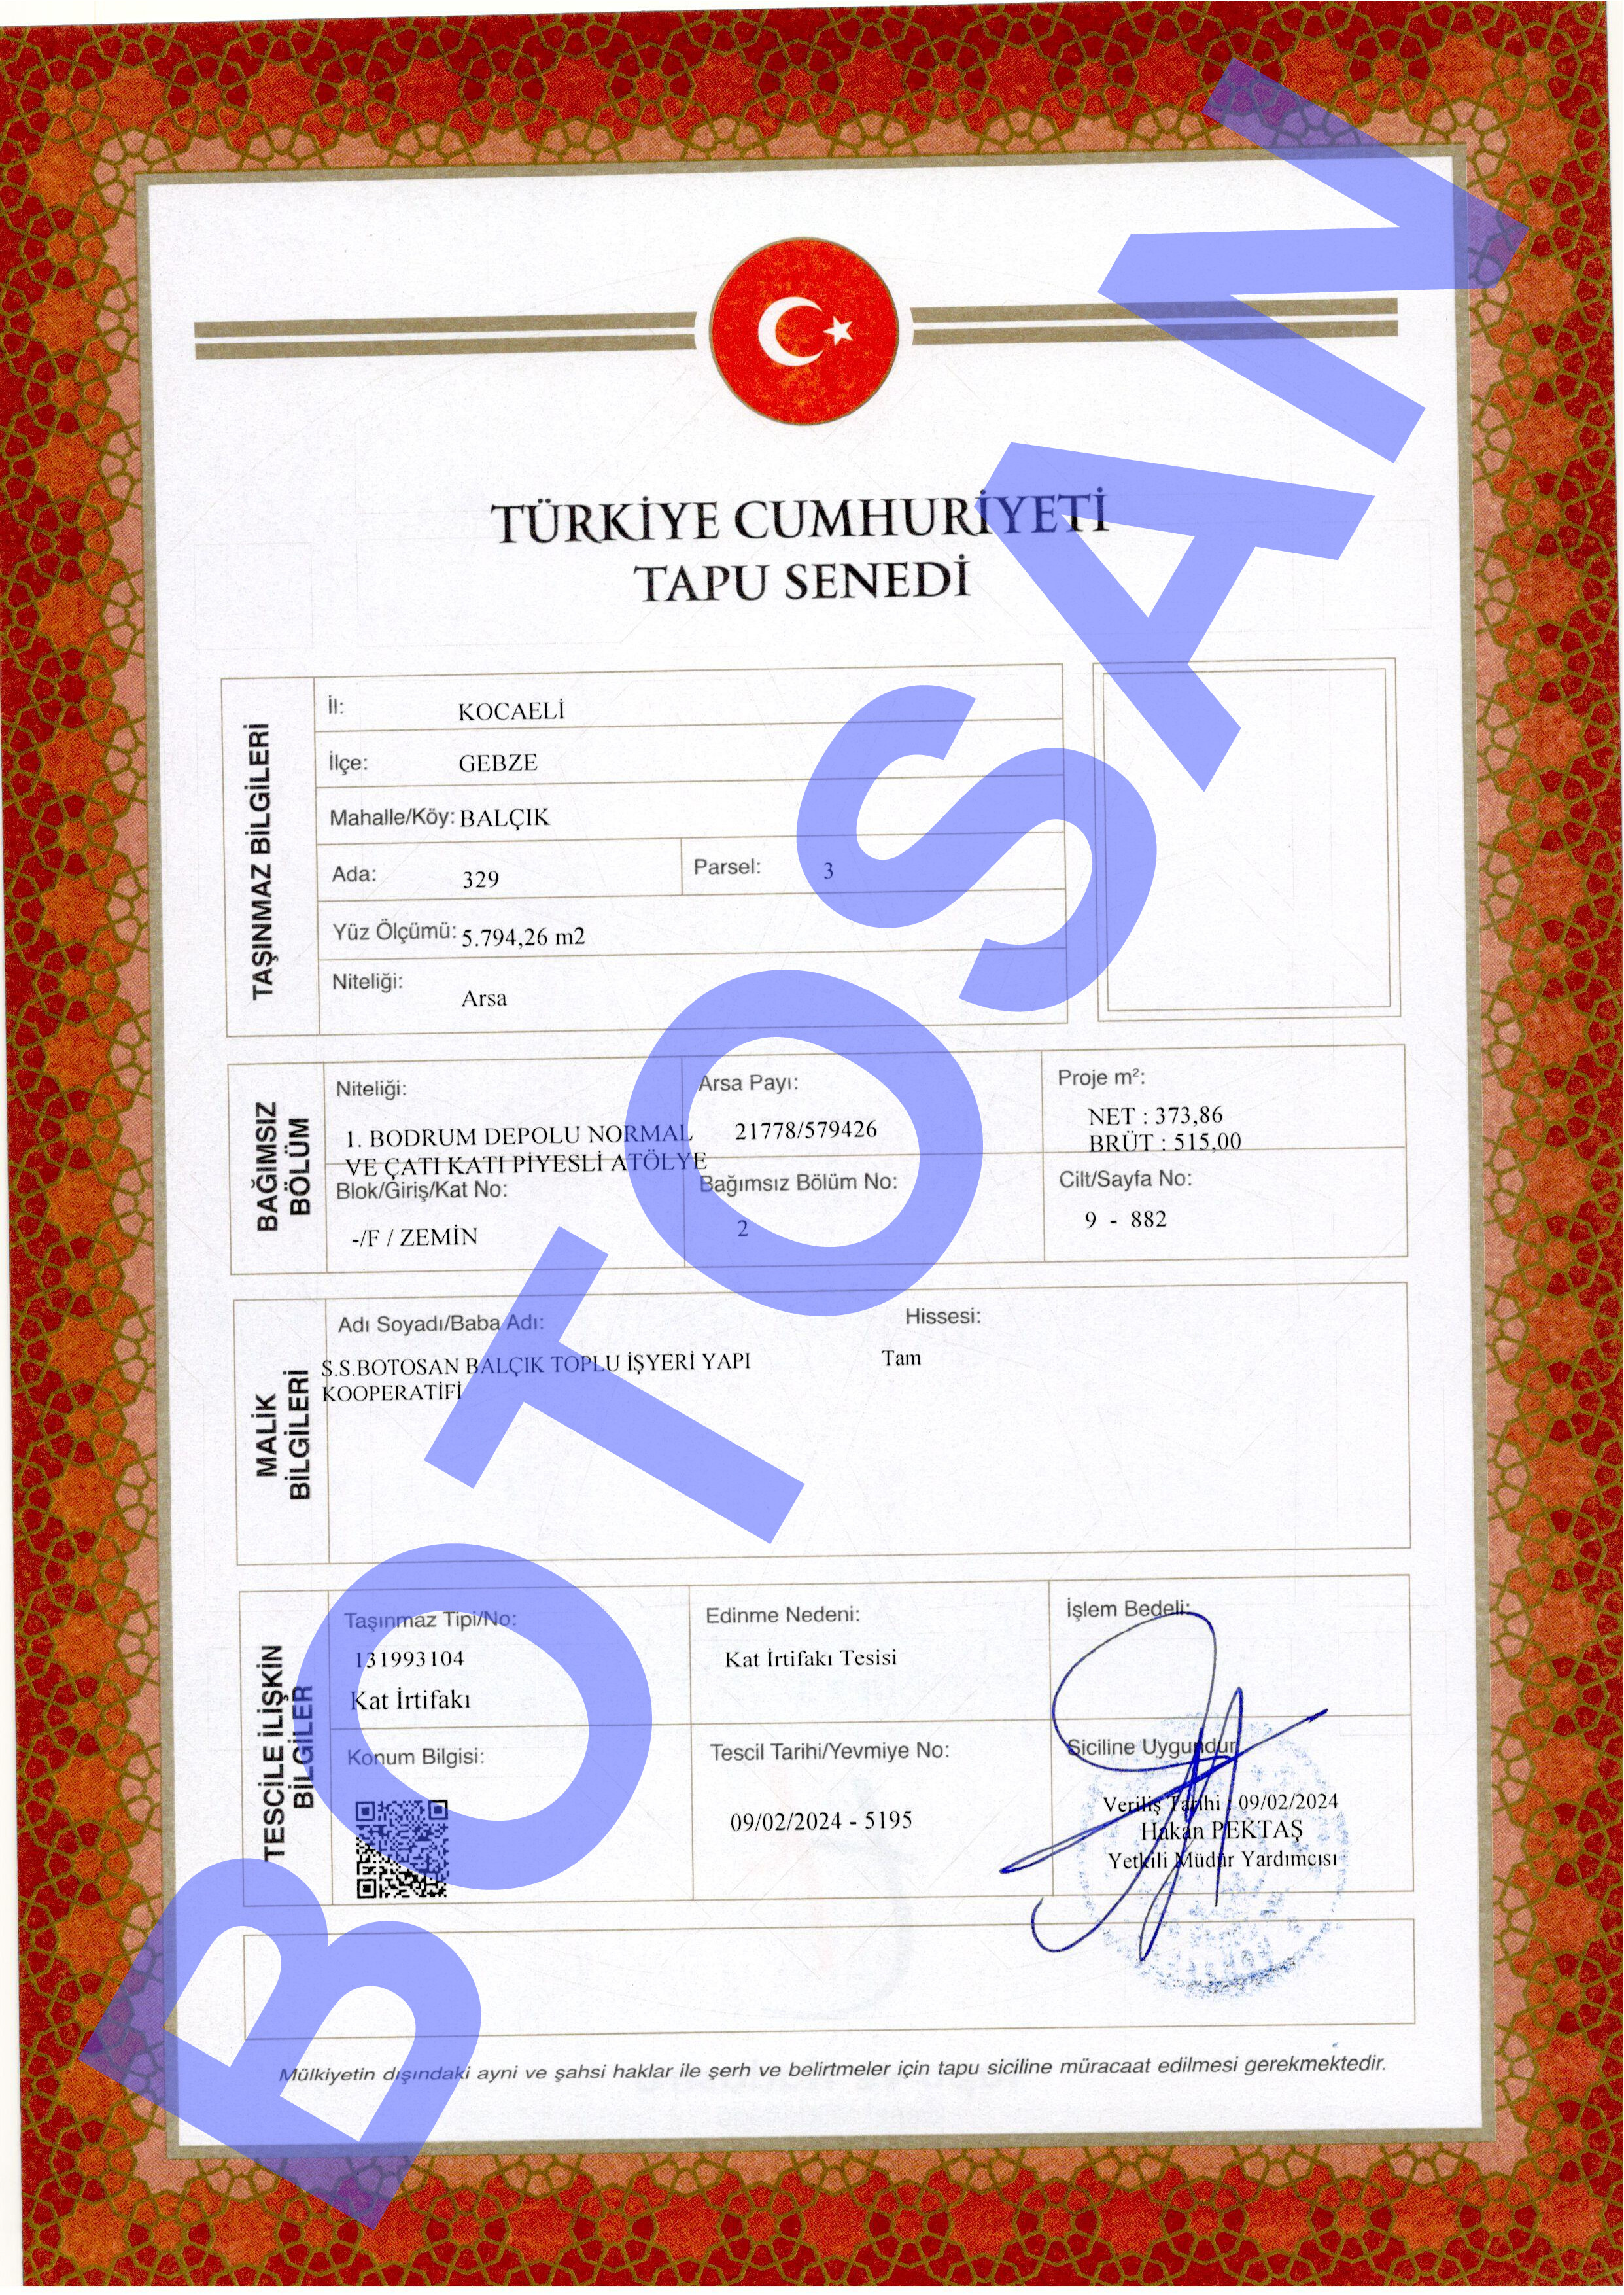 TÜRKİYE CUMHURİYETİ
TAPU SENEDİ
TAŞINMAZ BİLGİLERİ
İl: KOCAELİ
İlçe: GEBZE
Mahalle/Köy: BALÇIK
Ada: 329 Parsel: 3
Yüz Ölçümü: 5.794,26 m2
Niteliği: Arsa
BAĞIMSIZ
BÖLÜM
Niteliği:
1. BODRUM DEPOLU NORMAL
VE ÇATI KATI PİYESLİ ATÖLYE
Arsa Payı:
21778/579426
Proje m²:
NET : 373,86
BRÜT : 515,00
Blok/Giriş/Kat No:
-/F / ZEMİN
Bağımsız Bölüm No:
2
Cilt/Sayfa No:
9 - 882
MALİK
BİLGİLERİ
Adı Soyadı/Baba Adı:
S.S.BOTOSAN BALÇIK TOPLU İŞYERİ YAPI
KOOPERATİFİ
Hissesi:
Tam
TESCİLE İLİŞKİN
BİLGİLER
Taşınmaz Tipi/No:
131993104
Kat İrtifakı
Edinme Nedeni:
Kat İrtifakı Tesisi
İşlem Bedeli:
Konum Bilgisi:
Tescil Tarihi/Yevmiye No:
09/02/2024 - 5195
Siciline Uygundur
Veriliş Tarihi : 09/02/2024
Hakan PEKTAŞ
Yetkili Müdür Yardımcısı
Mülkiyetin dışındaki ayni ve şahsi haklar ile şerh ve belirtmeler için tapu siciline müracaat edilmesi gerekmektedir.
BOTOSAN